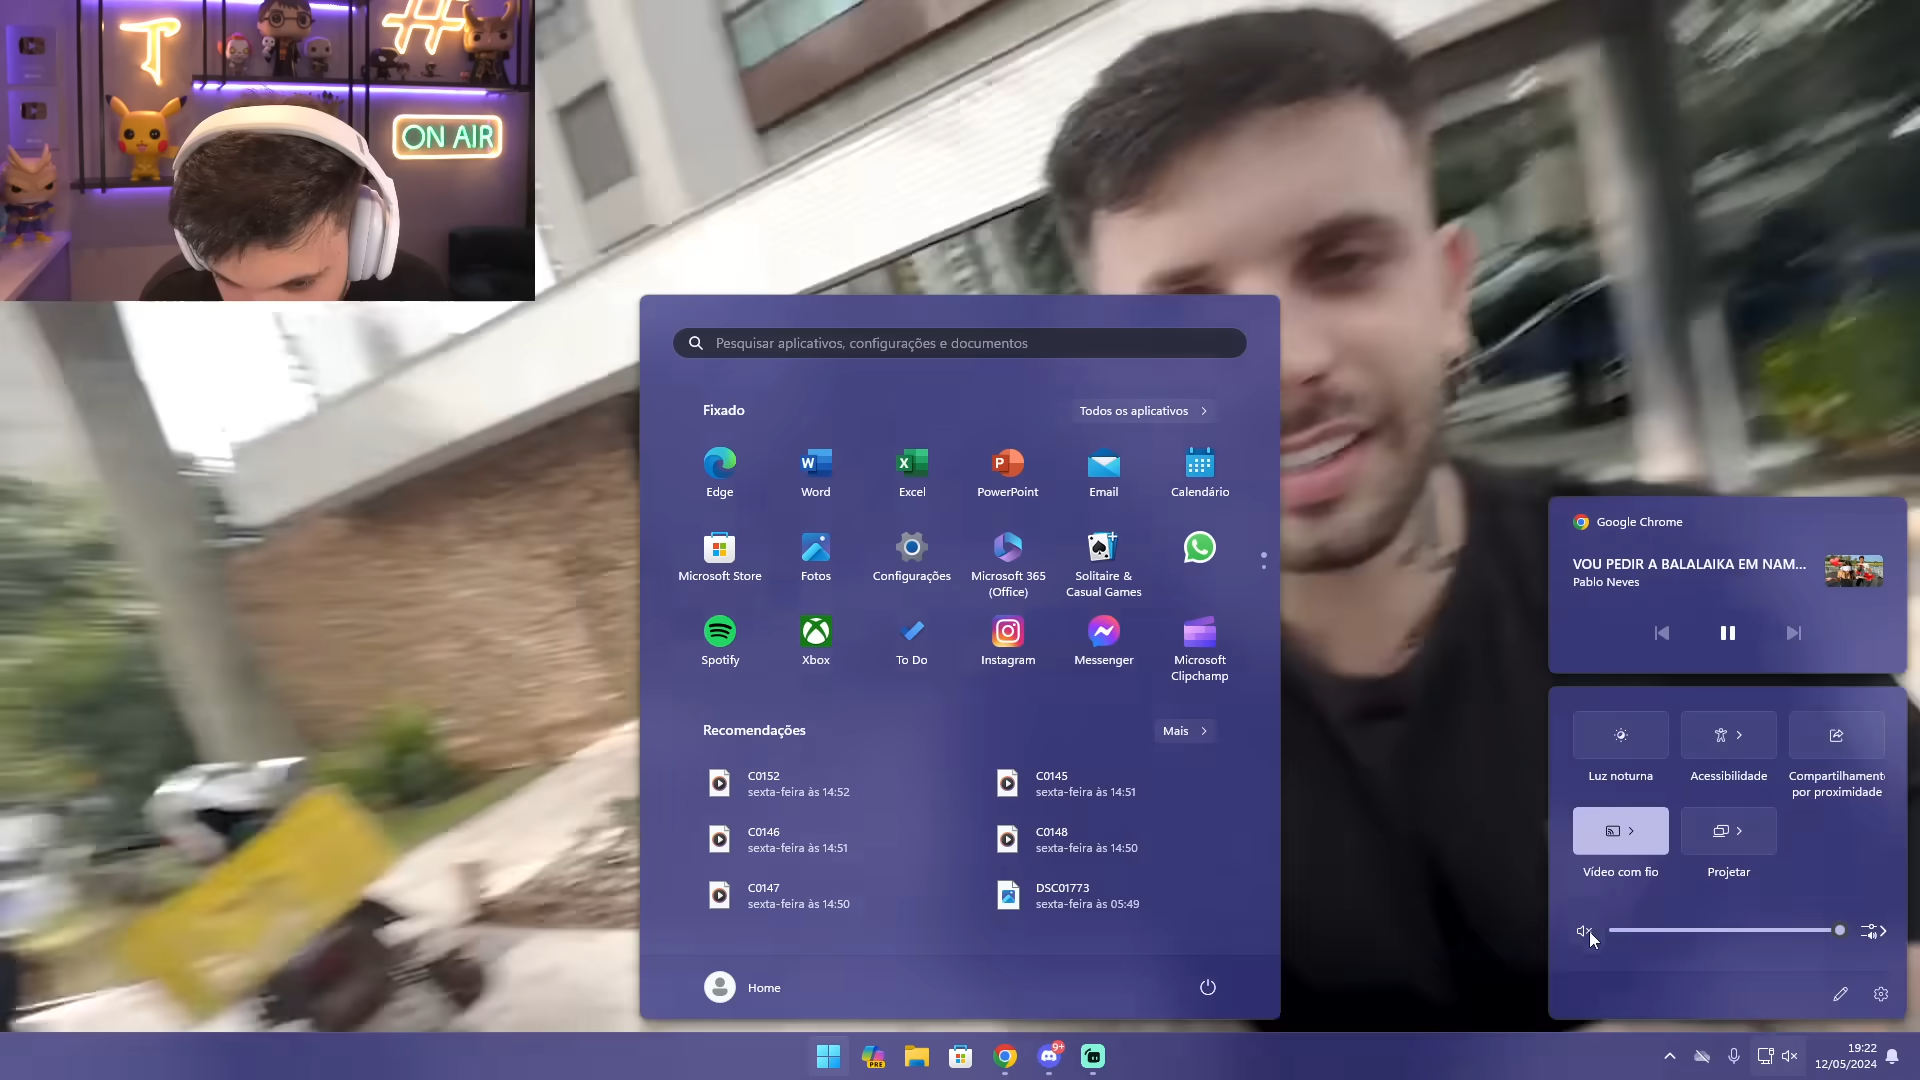 T
#
ON AIR
Pesquisar aplicativos, configurações e documentos
Fixado
Todos os aplicativos
Edge
Word
Excel
PowerPoint
Email
Calendário
Microsoft Store
Fotos
Configurações
Microsoft 365
(Office)
Solitaire &
Casual Games
Spotify
Xbox
To Do
Instagram
Messenger
Microsoft
Clipchamp
Recomendações
Mais
C0152
sexta-feira às 14:52
C0145
sexta-feira às 14:51
C0146
sexta-feira às 14:51
C0148
sexta-feira às 14:50
C0147
sexta-feira às 14:50
DSC01773
sexta-feira às 05:49
Home
Google Chrome
VOU PEDIR A BALALAIKA EM NAM...
Pablo Neves
Luz noturna
Acessibilidade
Compartilhament
por proximidade
Vídeo com fio
Projetar
PRE
9+
19:22
12/05/2024